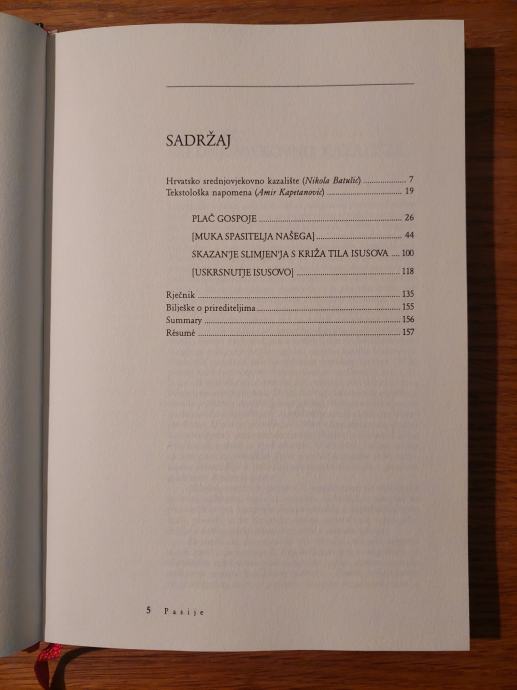 SADRŽAJ
Hrvatsko srednjovjekovno kazalište (Nikola Batušić) .................... 7
Tekstološka napomena (Amir Kapetanović) .................... 19
PLAČ GOSPOJE .................... 26
[MUKA SPASITELJA NAŠEGA] .................... 44
SKAZAN'JE SLIMJEN'JA S KRIŽA TILA ISUSOVA .... 100
[USKRSNUTJE ISUSOVO] .................... 118
Rječnik .................... 135
Bilješke o prirediteljima .................... 155
Summary .................... 156
Résumé .................... 157
5 Pasije